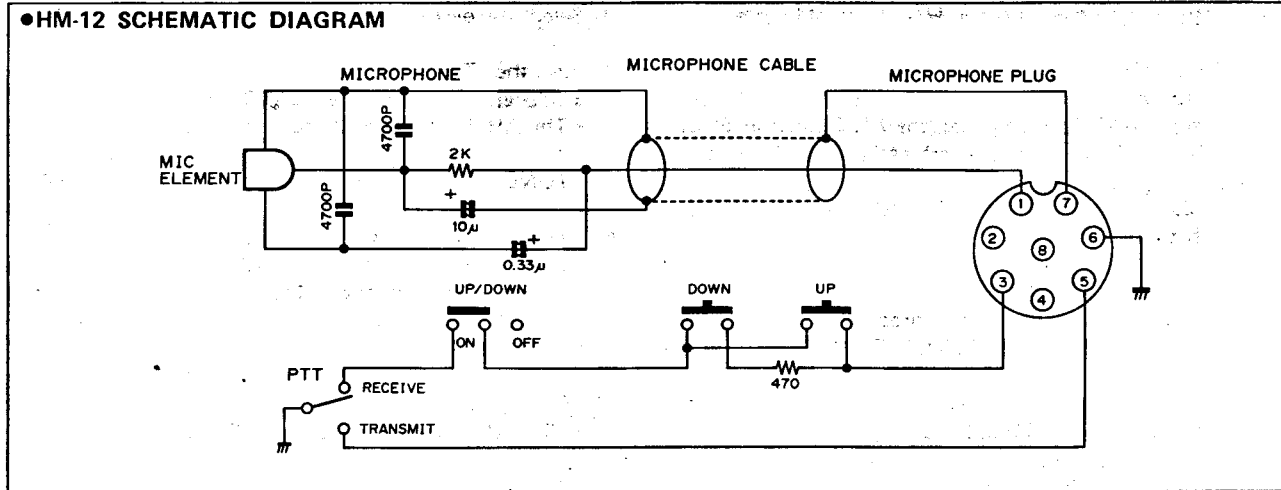 ●HM-12 SCHEMATIC DIAGRAM
MICROPHONE
MICROPHONE CABLE
MICROPHONE PLUG
4700P
2K
MIC
ELEMENT
4700P
+
10μ
+
0.33μ
1
7
2
8
6
3
5
4
UP/DOWN
DOWN
UP
ON
OFF
470
PTT
RECEIVE
TRANSMIT